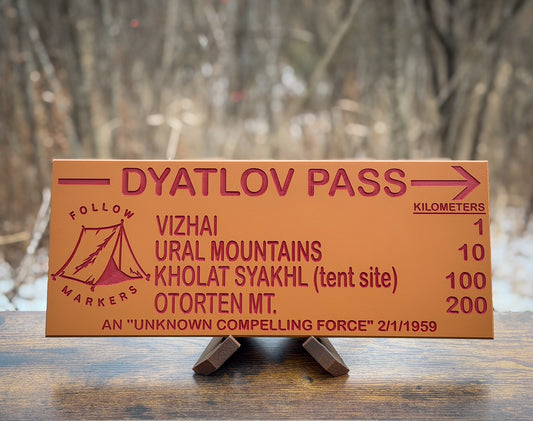 DYATLOV PASS
KILOMETERS
FOLLOW
MARKERS
VIZHAI 1
URAL MOUNTAINS 10
KHOLAT SYAKHL (tent site) 100
OTORTEN MT. 200
AN "UNKNOWN COMPELLING FORCE" 2/1/1959